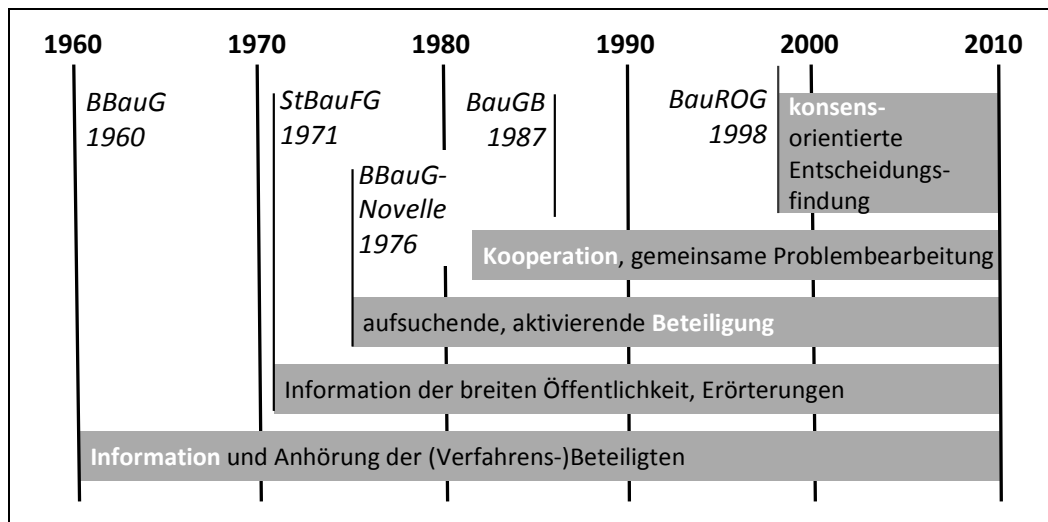 1960 1970 1980 1990 2000 2010
BBauG
1960
StBauFG
1971
BBauG-
Novelle
1976
BauGB
1987
BauROG
1998
konsens-
orientierte
Entscheidungs-
findung
Kooperation, gemeinsame Problembearbeitung
aufsuchende, aktivierende Beteiligung
Information der breiten Öffentlichkeit, Erörterungen
Information und Anhörung der (Verfahrens-)Beteiligten